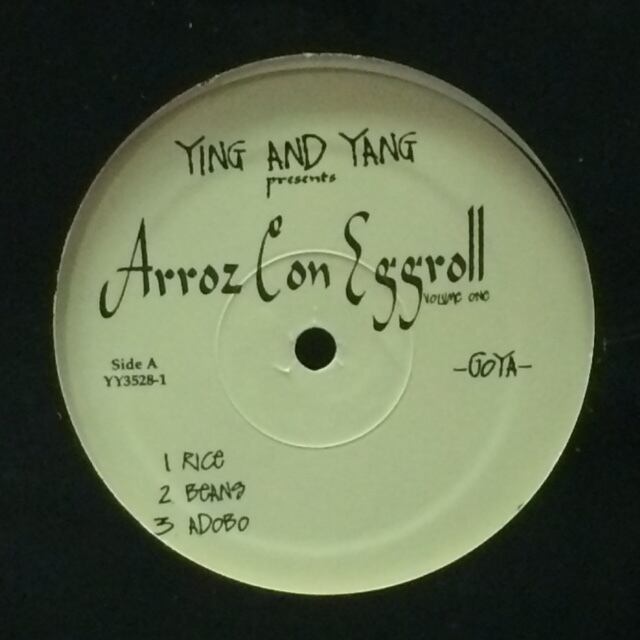 YING AND YANG
presents
Arroz Con Eggroll
VOLUME ONE
Side A
YY3528-1
-GOYA-
1 RICE
2 BEANS
3 ADOBO